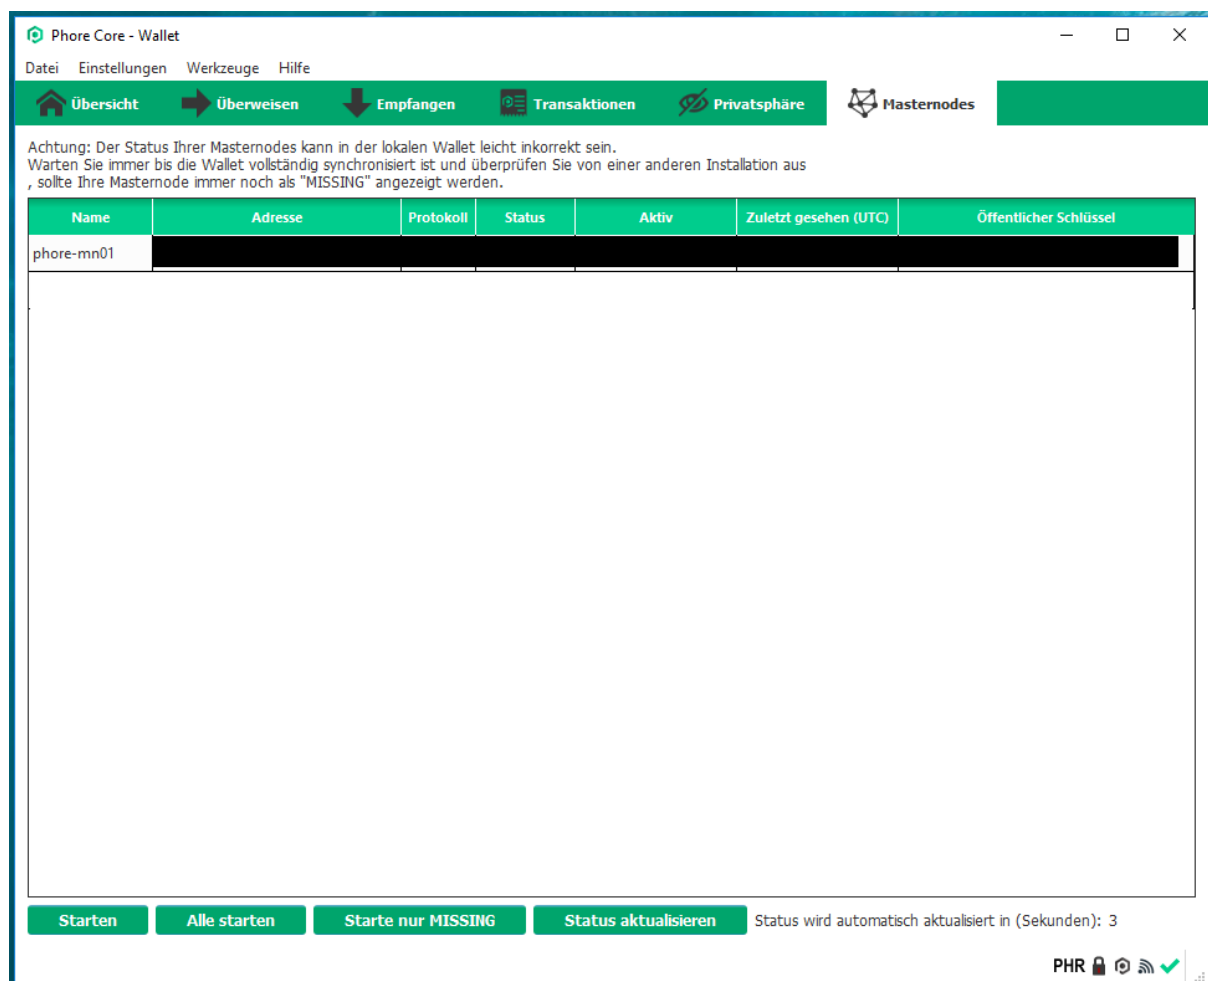 Phore Core - Wallet
Datei Einstellungen Werkzeuge Hilfe
Übersicht Überweisen Empfangen Transaktionen Privatsphäre Masternodes
Achtung: Der Status Ihrer Masternodes kann in der lokalen Wallet leicht inkorrekt sein.
Warten Sie immer bis die Wallet vollständig synchronisiert ist und überprüfen Sie von einer anderen Installation aus
, sollte Ihre Masternode immer noch als "MISSING" angezeigt werden.
Name Adresse Protokoll Status Aktiv Zuletzt gesehen (UTC) Öffentlicher Schlüssel
phore-mn01
Starten Alle starten Starte nur MISSING Status aktualisieren Status wird automatisch aktualisiert in (Sekunden): 3
PHR